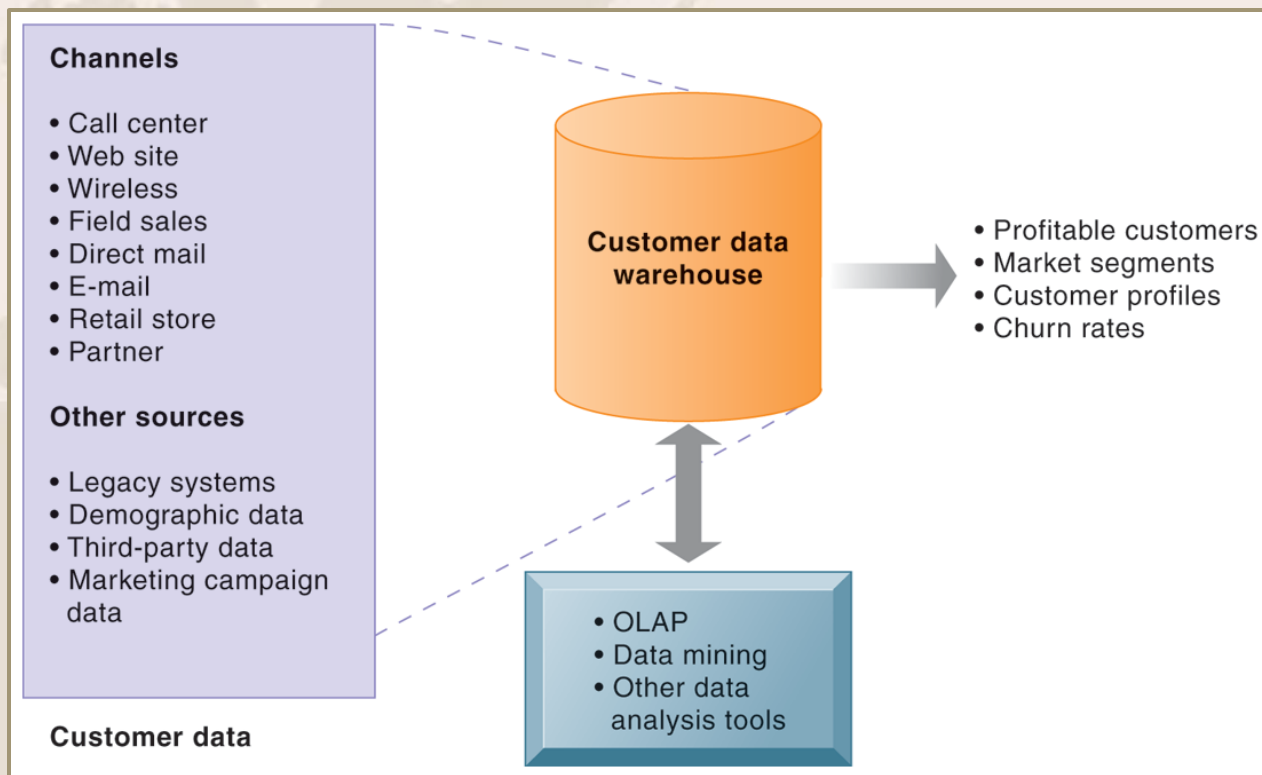 Channels
• Call center
• Web site
• Wireless
• Field sales
• Direct mail
• E-mail
• Retail store
• Partner
Other sources
• Legacy systems
• Demographic data
• Third-party data
• Marketing campaign
data
Customer data
Customer data
warehouse
• Profitable customers
• Market segments
• Customer profiles
• Churn rates
• OLAP
• Data mining
• Other data
analysis tools